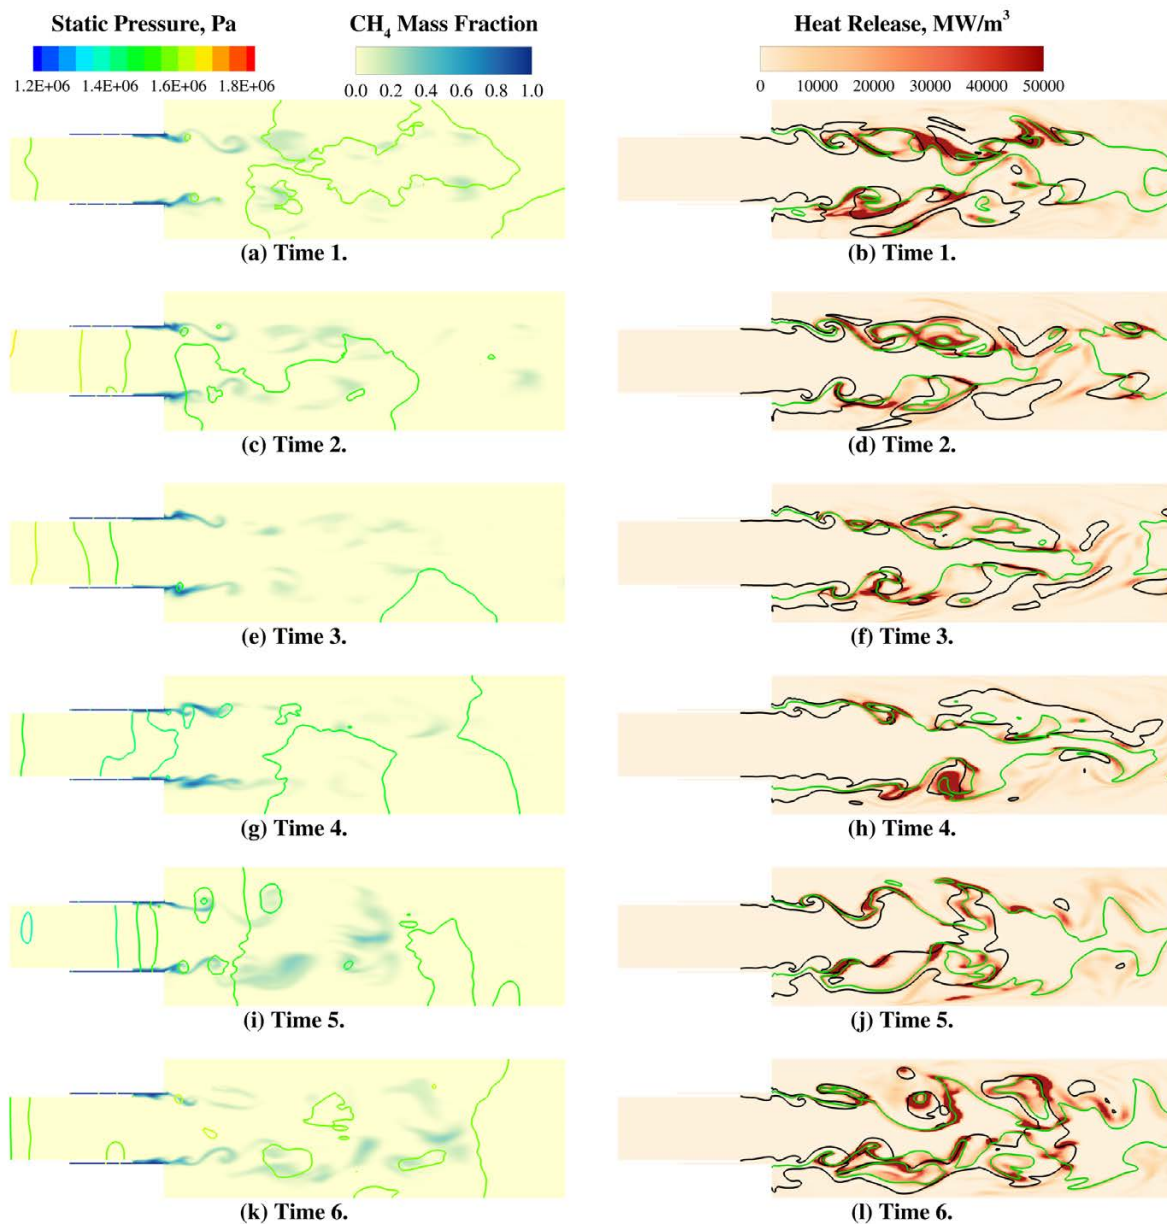 Static Pressure, Pa
1.2E+06 1.4E+06 1.6E+06 1.8E+06
CH4 Mass Fraction
0.0 0.2 0.4 0.6 0.8 1.0
Heat Release, MW/m³
0 10000 20000 30000 40000 50000
(a) Time 1.
(b) Time 1.
(c) Time 2.
(d) Time 2.
(e) Time 3.
(f) Time 3.
(g) Time 4.
(h) Time 4.
(i) Time 5.
(j) Time 5.
(k) Time 6.
(l) Time 6.